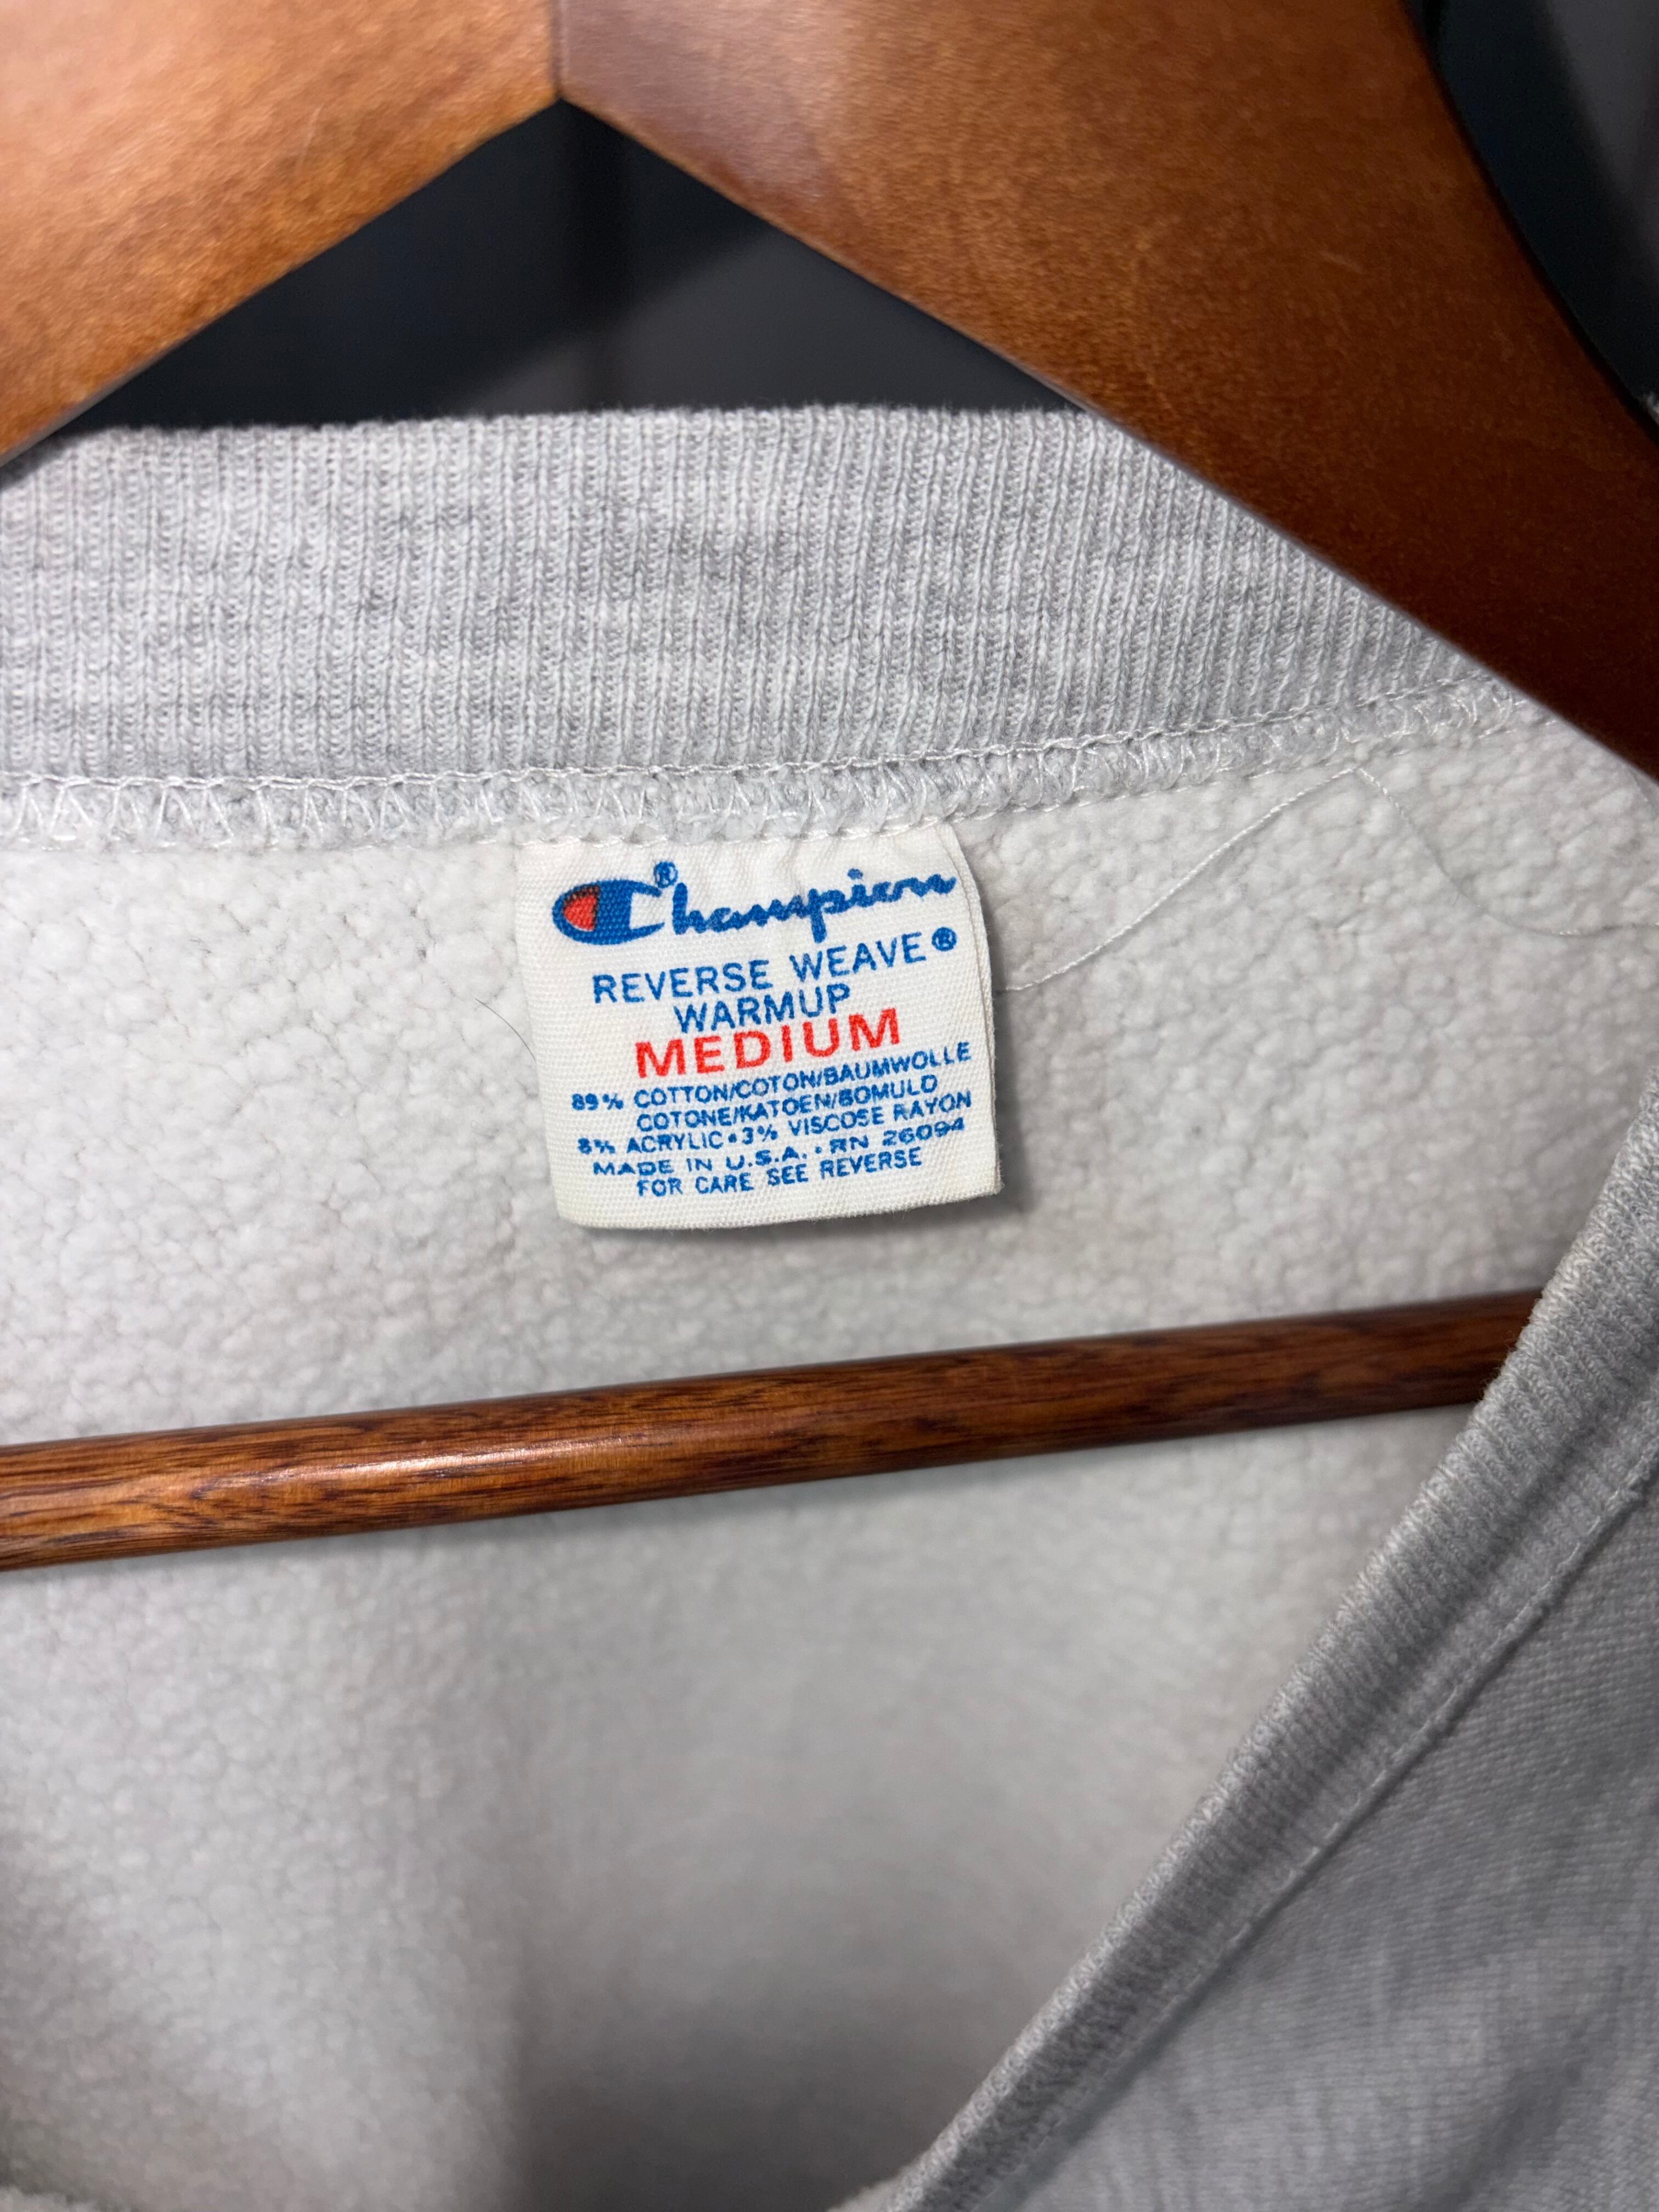 Champion®
REVERSE WEAVE®
WARMUP
MEDIUM
89% COTTON/COTON/BAUMWOLLE
COTONE/KATOEN/BOMULD
8% ACRYLIC•3% VISCOSE RAYON
MADE IN U.S.A. • RN 26094
FOR CARE SEE REVERSE